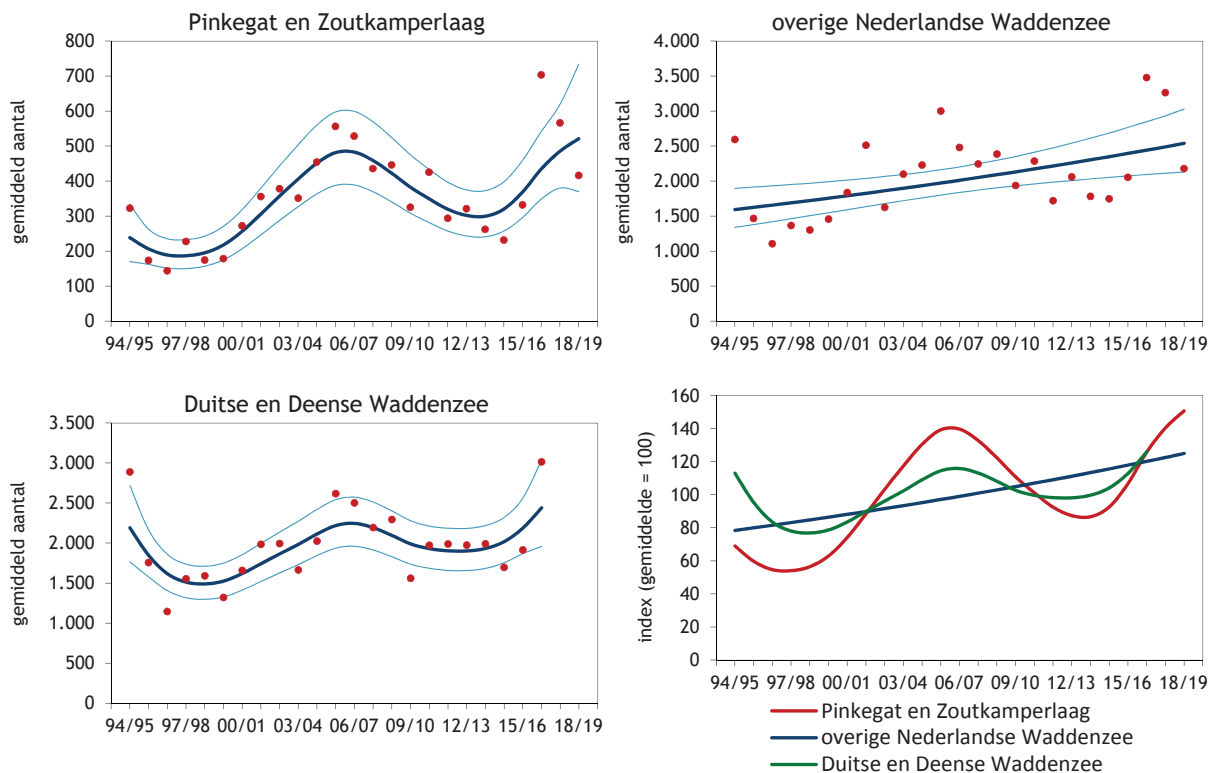 Pinkegat en Zoutkamperlaag
gemiddeld aantal
800
700
600
500
400
300
200
100
0
94/95 97/98 00/01 03/04 06/07 09/10 12/13 15/16 18/19
overige Nederlandse Waddenzee
gemiddeld aantal
4.000
3.500
3.000
2.500
2.000
1.500
1.000
500
0
94/95 97/98 00/01 03/04 06/07 09/10 12/13 15/16 18/19
Duitse en Deense Waddenzee
gemiddeld aantal
3.500
3.000
2.500
2.000
1.500
1.000
500
0
94/95 97/98 00/01 03/04 06/07 09/10 12/13 15/16 18/19
index (gemiddelde = 100)
160
140
120
100
80
60
40
20
0
94/95 97/98 00/01 03/04 06/07 09/10 12/13 15/16 18/19
Pinkegat en Zoutkamperlaag
overige Nederlandse Waddenzee
Duitse en Deense Waddenzee